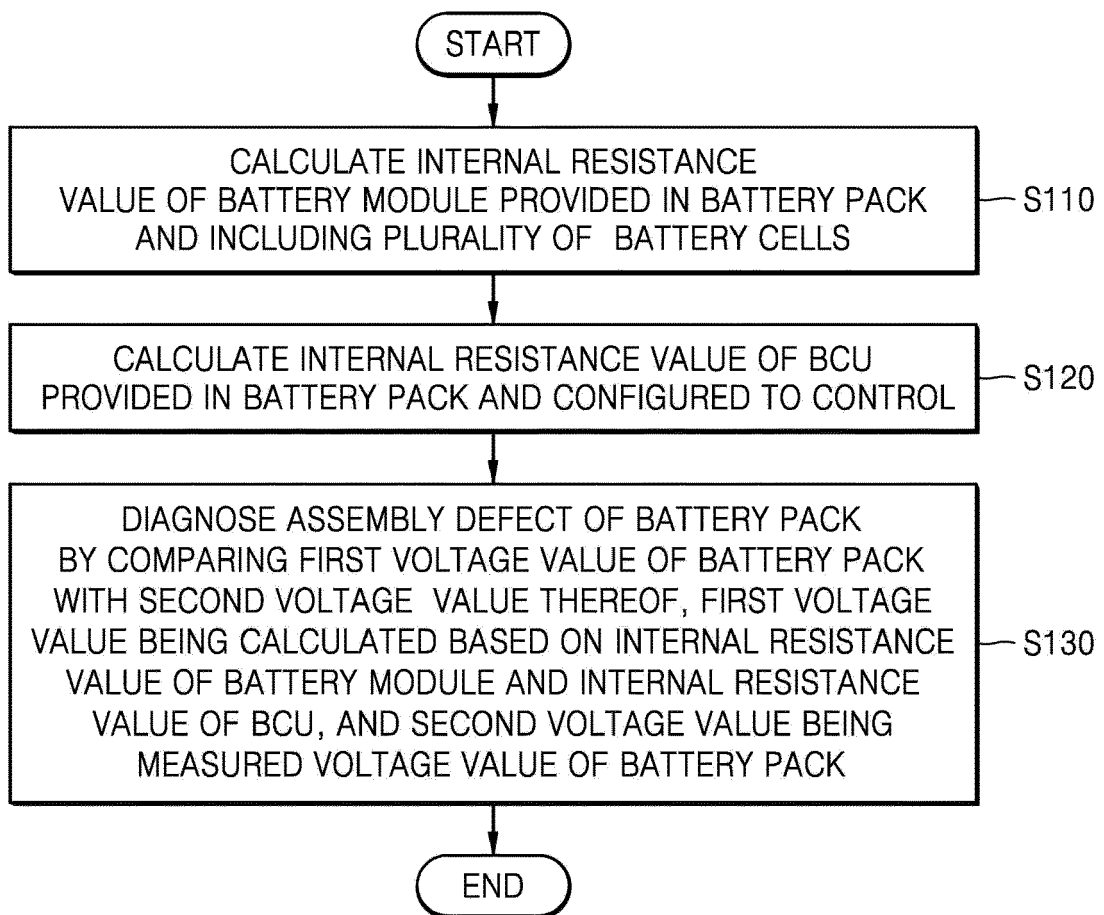 START
CALCULATE INTERNAL RESISTANCE
VALUE OF BATTERY MODULE PROVIDED IN BATTERY PACK
AND INCLUDING PLURALITY OF BATTERY CELLS
S110
CALCULATE INTERNAL RESISTANCE VALUE OF BCU
PROVIDED IN BATTERY PACK AND CONFIGURED TO CONTROL
S120
DIAGNOSE ASSEMBLY DEFECT OF BATTERY PACK
BY COMPARING FIRST VOLTAGE VALUE OF BATTERY PACK
WITH SECOND VOLTAGE VALUE THEREOF, FIRST VOLTAGE
VALUE BEING CALCULATED BASED ON INTERNAL RESISTANCE
VALUE OF BATTERY MODULE AND INTERNAL RESISTANCE
VALUE OF BCU, AND SECOND VOLTAGE VALUE BEING
MEASURED VOLTAGE VALUE OF BATTERY PACK
S130
END